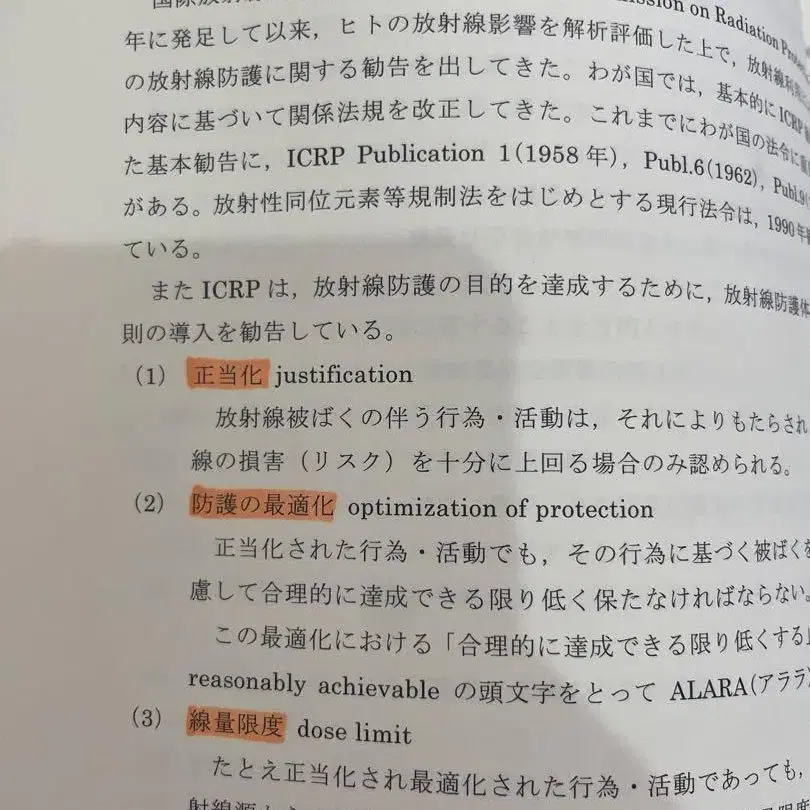 mission on Radiation
年に発足して以来，ヒトの放射線影響を解析評価した上で，放射線利
の放射線防護に関する勧告を出してきた。わが国では，基本的にICRP
内容に基づいて関係法規を改正してきた。これまでにわが国の法令に
た基本勧告に，ICRP Publication 1(1958年)，Publ.6(1962)，Publ.9(
がある。放射性同位元素等規制法をはじめとする現行法令は，1990年
ている。
またICRPは，放射線防護の目的を達成するために，放射線防護体
則の導入を勧告している。
(1) 正当化 justification
放射線被ばくの伴う行為・活動は，それによりもたらされ
線の損害（リスク）を十分に上回る場合のみ認められる。
(2) 防護の最適化 optimization of protection
正当化された行為・活動でも，その行為に基づく被ばくを
慮して合理的に達成できる限り低く保たなければならない。
この最適化における「合理的に達成できる限り低くする」
reasonably achievable の頭文字をとって ALARA(アララ)
(3) 線量限度 dose limit
たとえ正当化され最適化された行為・活動であっても，